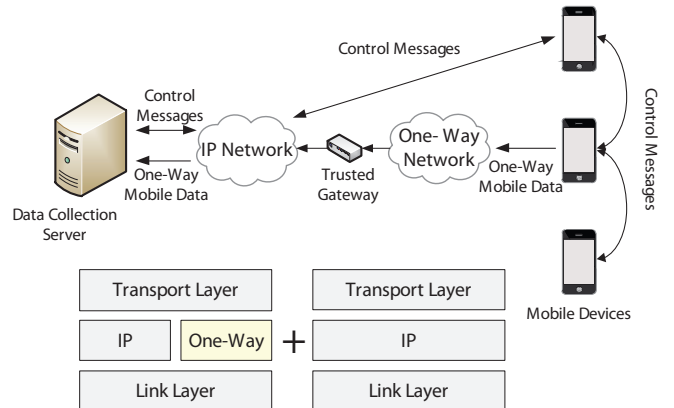 Control Messages
Control
Messages
IP Network
One- Way
Network
One-Way
Mobile Data
Trusted
Gateway
One-Way
Mobile Data
Control Messages
Data Collection
Server
Mobile Devices
Transport Layer
Transport Layer
IP
One-Way
+
IP
Link Layer
Link Layer